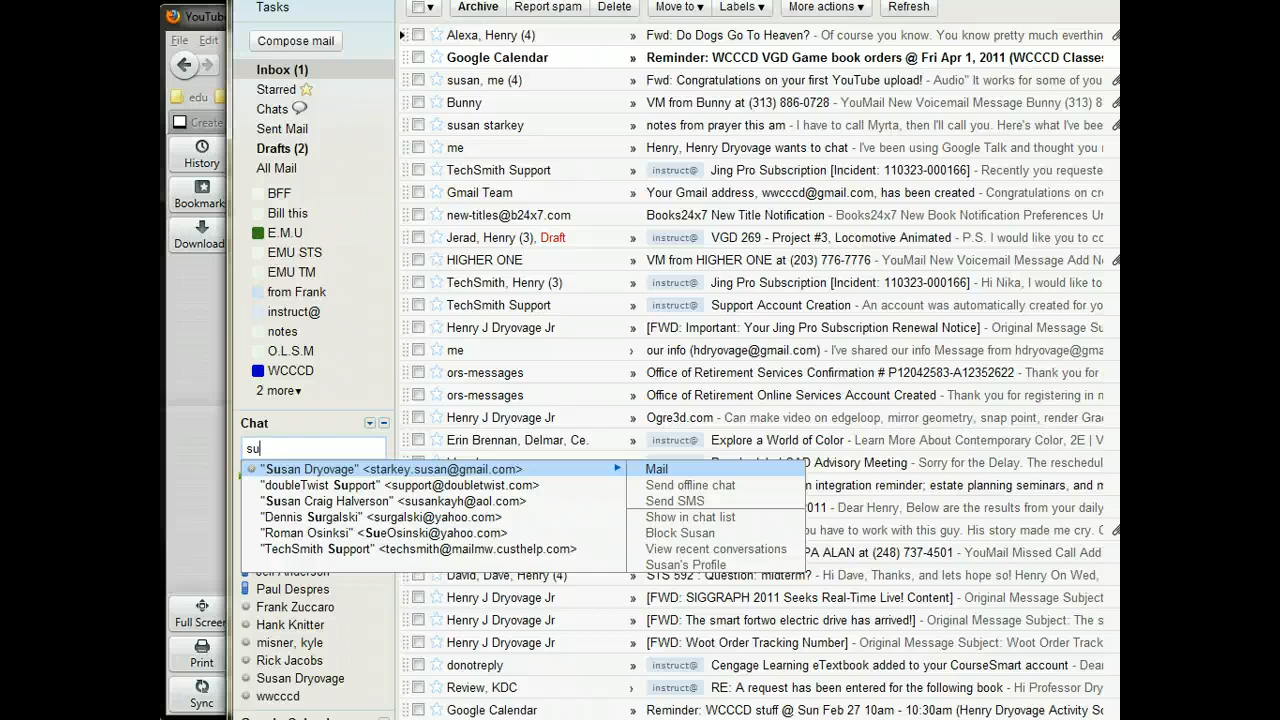 YouTube
File Edit
edu
Create
History
Bookmark
Download
Full Screen
Print
Sync
Tasks
Compose mail
Inbox (1)
Starred
Chats
Sent Mail
Drafts (2)
All Mail
BFF
Bill this
E.M.U
EMU STS
EMU TM
from Frank
instruct@
notes
O.L.S.M
WCCCD
2 more▾
Chat
su
"Susan Dryovage" <starkey.susan@gmail.com>
"doubleTwist Support" <support@doubletwist.com>
"Susan Craig Halverson" <susankayh@aol.com>
"Dennis Surgalski" <surgalski@yahoo.com>
"Roman Osinksi" <SueOsinski@yahoo.com>
"TechSmith Support" <techsmith@mailmw.custhelp.com>
Mail
Send offline chat
Send SMS
Show in chat list
Block Susan
View recent conversations
Susan's Profile
Paul Despres
Frank Zuccaro
Hank Knitter
misner, kyle
Rick Jacobs
Susan Dryovage
wwcccd
Archive Report spam Delete Move to ▾ Labels ▾ More actions ▾ Refresh
Alexa, Henry (4) » Fwd: Do Dogs Go To Heaven? - Of course you know. You know pretty much everthin
Google Calendar » Reminder: WCCCD VGD Game book orders @ Fri Apr 1, 2011 (WCCCD Classes
susan, me (4) » Fwd: Congratulations on your first YouTube upload! - Audio" It works for some of you
Bunny » VM from Bunny at (313) 886-0728 - YouMail New Voicemail Message Bunny (313) 8
susan starkey » notes from prayer this am - I have to call Myrta, then I'll call you. Here's what I've bee
me » Henry, Henry Dryovage wants to chat - I've been using Google Talk and thought you
TechSmith Support » instruct@ Jing Pro Subscription [Incident: 110323-000166] - Recently you requeste
Gmail Team » Your Gmail address, wwcccd@gmail.com, has been created - Congratulations on cr
new-titles@b24x7.com » Books24x7 New Title Notification - Books24x7 New Book Notification Preferences Ur
Jerad, Henry (3), Draft » instruct@ VGD 269 - Project #3, Locomotive Animated - P.S. I would like you to co
HIGHER ONE » VM from HIGHER ONE at (203) 776-7776 - YouMail New Voicemail Message Add N
TechSmith, Henry (3) » instruct@ Jing Pro Subscription [Incident: 110323-000166] - Hi Nika, I would like to
TechSmith Support » instruct@ Support Account Creation - An account was automatically created for yo
Henry J Dryovage Jr » [FWD: Important: Your Jing Pro Subscription Renewal Notice] - Original Message Su
me › our info (hdryovage@gmail.com) - I've shared our info Message from hdryovage@gma
ors-messages » Office of Retirement Services Confirmation # P12042583-A12352622 - Thank you for
ors-messages » Office of Retirement Online Services Account Created - Thank you for registering in m
Henry J Dryovage Jr » Ogre3d.com - Can make video on edgeloop, mirror geometry, snap point, render Gra
Erin Brennan, Delmar, Ce. » instruct@ Explore a World of Color - Learn More About Contemporary Color, 2E | V
AD Advisory Meeting - Sorry for the Delay. The
integration reminder; estate planning seminars, and m
2011 - Dear Henry, Below are the results from your daily
you have to work with this guy. His story made me cry.
PA ALAN at (248) 737-4501 - YouMail Missed Call Add
David, Dave, Henry (4) » STS 592 : Question: midterm? - Hi Dave, Thanks, and lets hope so! Henry On Wed,
Henry J Dryovage Jr » [FWD: SIGGRAPH 2011 Seeks Real-Time Live! Content] - Original Message Subject:
Henry J Dryovage Jr » [FWD: The smart fortwo electric drive has arrived!] - Original Message Subject: The s
Henry J Dryovage Jr » [FWD: Woot Order Tracking Number] - Original Message Subject: Woot Order Tracki
donotreply » instruct@ Cengage Learning eTextbook added to your CourseSmart account - Dear
Review, KDC › instruct@ RE: A request has been entered for the following book - Hi Professor Dry
Google Calendar » Reminder: WCCCD stuff @ Sun Feb 27 10am - 10:30am (Henry Dryovage Activity S